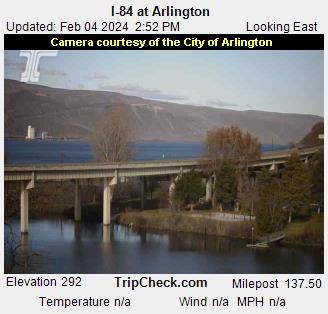 I-84 at Arlington
Updated: Feb 04 2024 2:52 PM Looking East
Camera courtesy of the City of Arlington
Elevation 292 TripCheck.com Milepost 137.50
Temperature n/a Wind n/a MPH n/a